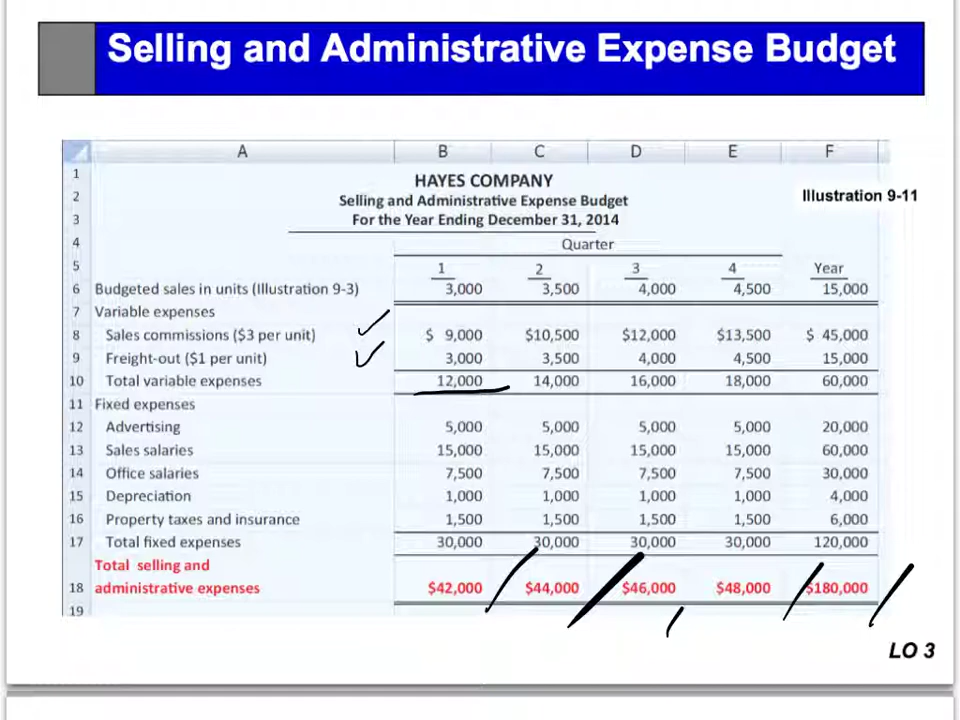 Selling and Administrative Expense Budget
A B C D E F
1 HAYES COMPANY
2 Selling and Administrative Expense Budget Illustration 9-11
3 For the Year Ending December 31, 2014
4 Quarter
5 1 2 3 4 Year
6 Budgeted sales in units (Illustration 9-3) 3,000 3,500 4,000 4,500 15,000
7 Variable expenses
8 Sales commissions ($3 per unit) $ 9,000 $10,500 $12,000 $13,500 $ 45,000
9 Freight-out ($1 per unit) 3,000 3,500 4,000 4,500 15,000
10 Total variable expenses 12,000 14,000 16,000 18,000 60,000
11 Fixed expenses
12 Advertising 5,000 5,000 5,000 5,000 20,000
13 Sales salaries 15,000 15,000 15,000 15,000 60,000
14 Office salaries 7,500 7,500 7,500 7,500 30,000
15 Depreciation 1,000 1,000 1,000 1,000 4,000
16 Property taxes and insurance 1,500 1,500 1,500 1,500 6,000
17 Total fixed expenses 30,000 30,000 30,000 30,000 120,000
Total selling and
18 administrative expenses $42,000 $44,000 $46,000 $48,000 $180,000
19
LO 3